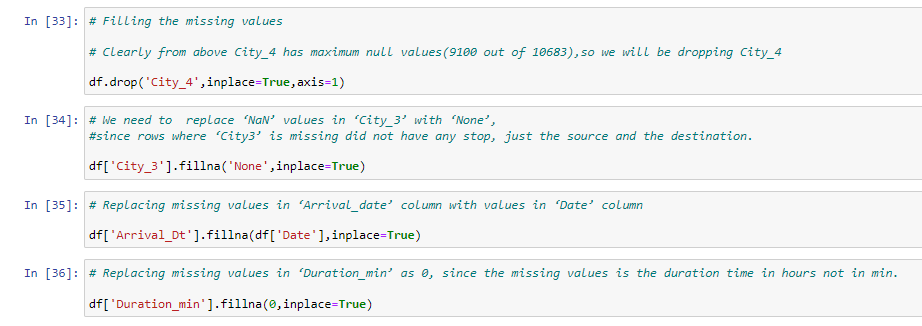 In [33]: # Filling the missing values
# Clearly from above City_4 has maximum null values(9100 out of 10683),so we will be dropping City_4
df.drop('City_4',inplace=True,axis=1)
In [34]: # We need to  replace ‘NaN’ values in ‘City_3’ with ‘None’,
#since rows where ‘City3’ is missing did not have any stop, just the source and the destination.
df['City_3'].fillna('None',inplace=True)
In [35]: # Replacing missing values in ‘Arrival_date’ column with values in ‘Date’ column
df['Arrival_Dt'].fillna(df['Date'],inplace=True)
In [36]: # Replacing missing values in ‘Duration_min’ as 0, since the missing values is the duration time in hours not in min.
df['Duration_min'].fillna(0,inplace=True)